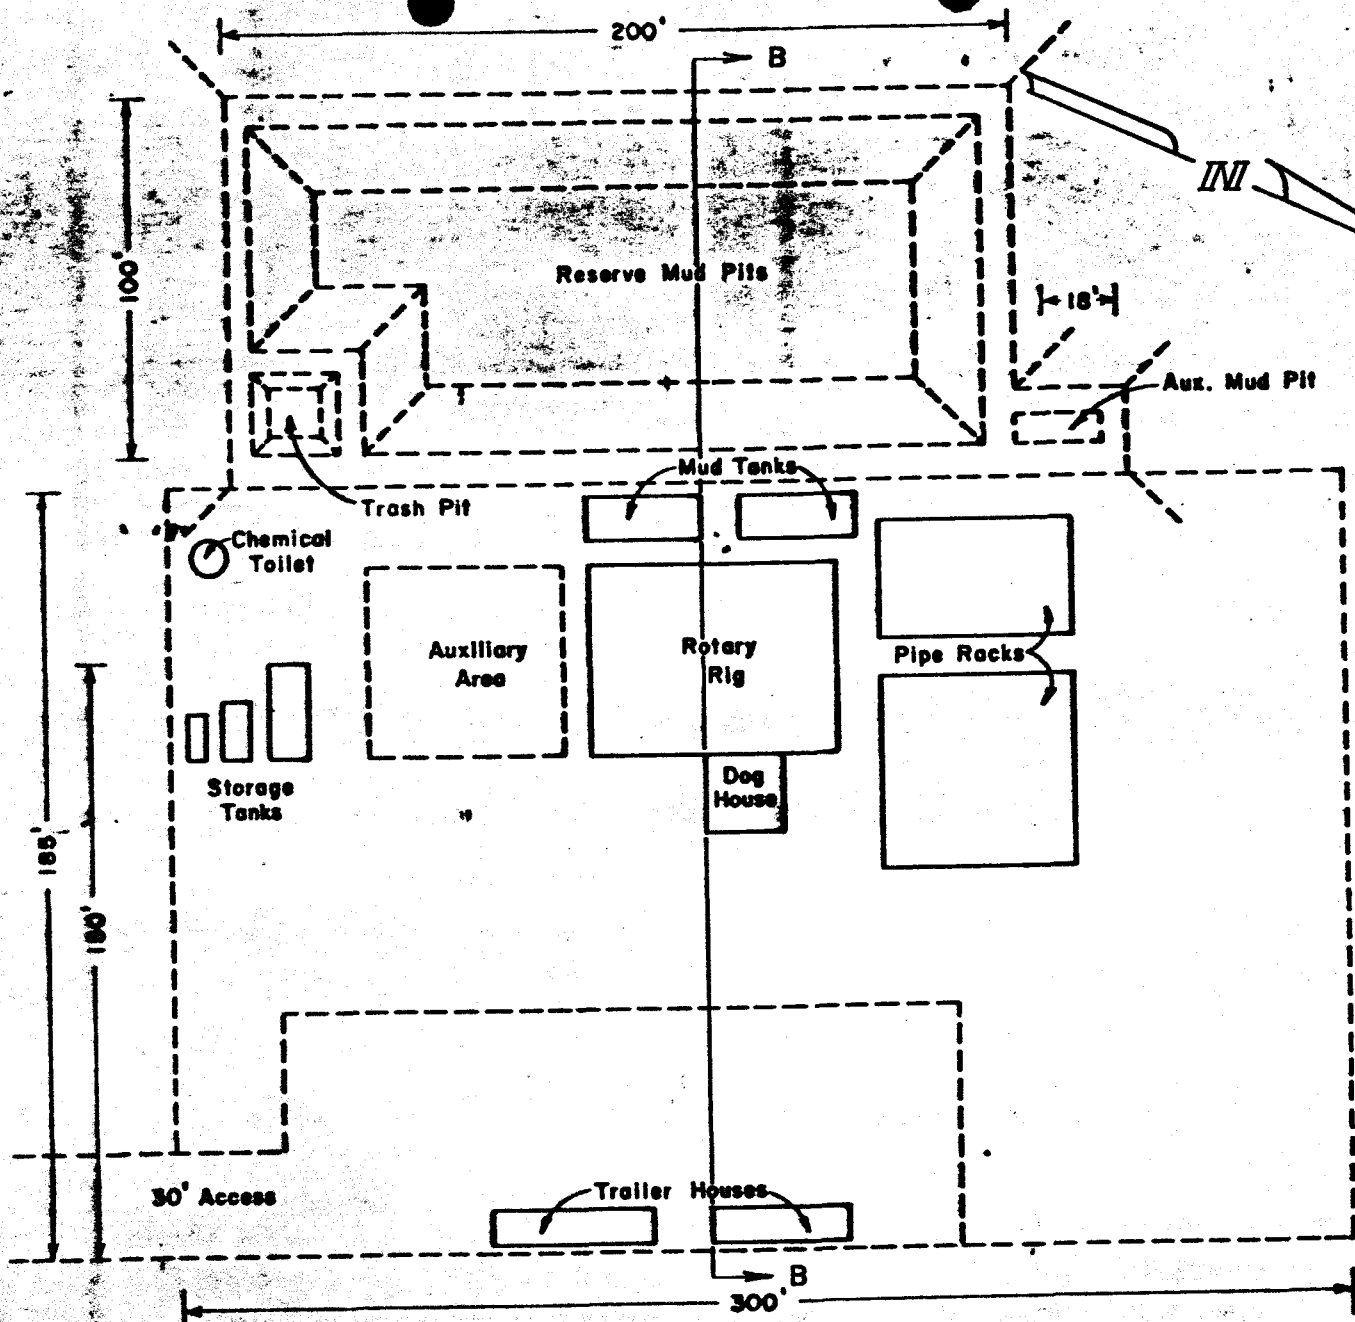 200'
B
N
100'
Reserve Mud Pits
18'
Aux. Mud Pit
Mud Tanks
Trash Pit
Chemical
Toilet
Auxiliary
Area
Rotary
Rig
Pipe Racks
Storage
Tanks
Dog
House
185'
180'
30' Access
Trailer Houses
B
300'